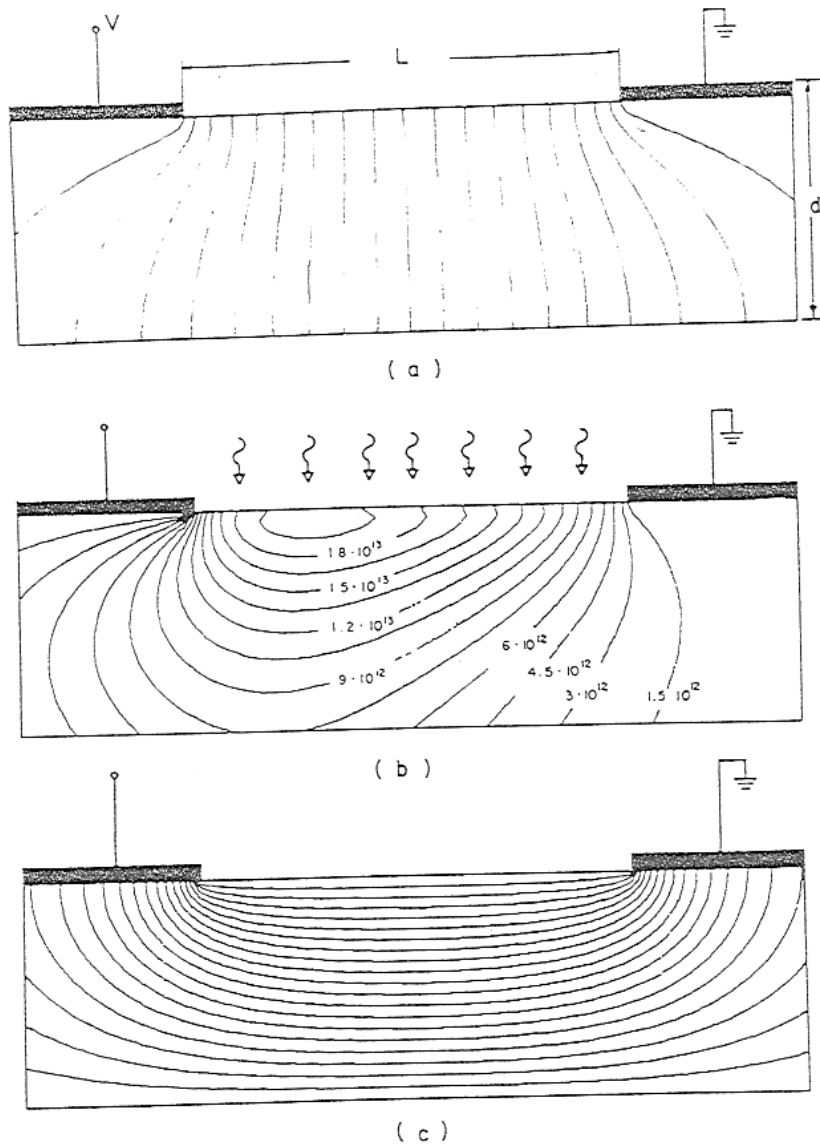 V
L
d
( a )
1.8 · 10¹³
1.5 · 10¹³
1.2 · 10¹³
9 · 10¹²
6 · 10¹²
4.5 · 10¹²
3 · 10¹²
1.5 · 10¹²
( b )
( c )